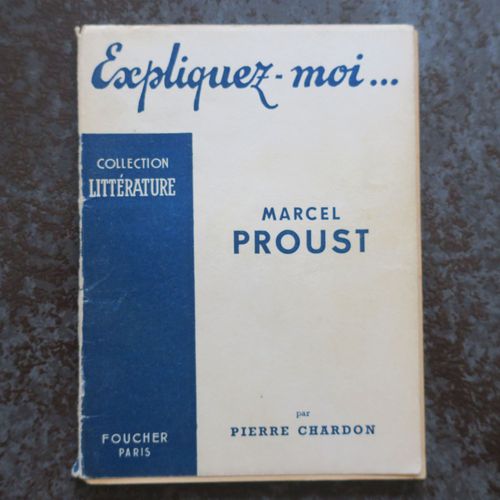 Expliquez-moi...
COLLECTION
LITTÉRATURE
MARCEL
PROUST
par
PIERRE CHARDON
FOUCHER
PARIS